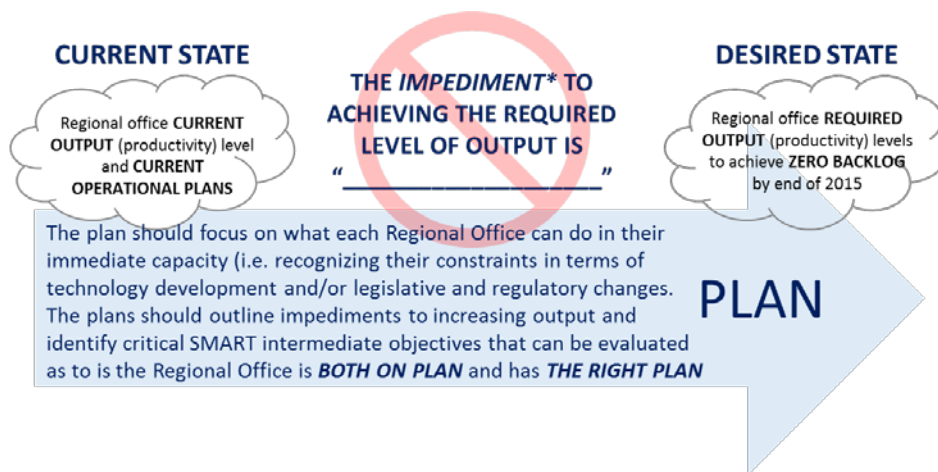 CURRENT STATE
Regional office CURRENT
OUTPUT (productivity) level
and CURRENT
OPERATIONAL PLANS
THE IMPEDIMENT* TO
ACHIEVING THE REQUIRED
LEVEL OF OUTPUT IS
“____________________”
DESIRED STATE
Regional office REQUIRED
OUTPUT (productivity) levels
to achieve ZERO BACKLOG
by end of 2015
The plan should focus on what each Regional Office can do in their
immediate capacity (i.e. recognizing their constraints in terms of
technology development and/or legislative and regulatory changes.
The plans should outline impediments to increasing output and
identify critical SMART intermediate objectives that can be evaluated
as to is the Regional Office is BOTH ON PLAN and has THE RIGHT PLAN
PLAN